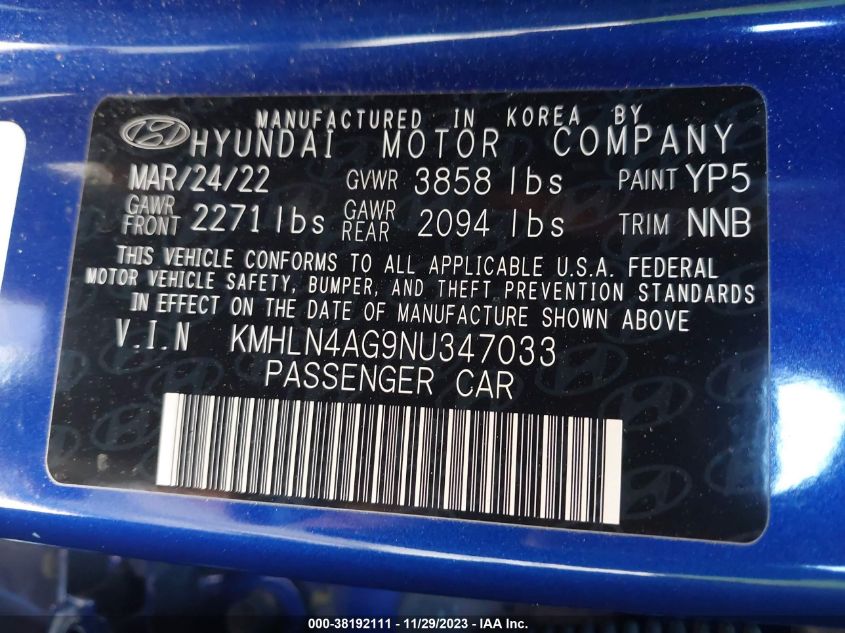 MANUFACTURED IN KOREA BY
HYUNDAI MOTOR COMPANY
MAR/24/22 GVWR 3858 lbs PAINT YP5
GAWR FRONT 2271 lbs GAWR REAR 2094 lbs TRIM NNB
THIS VEHICLE CONFORMS TO ALL APPLICABLE U.S.A. FEDERAL
MOTOR VEHICLE SAFETY, BUMPER, AND THEFT PREVENTION STANDARDS
IN EFFECT ON THE DATE OF MANUFACTURE SHOWN ABOVE
V.I.N KMHLN4AG9NU347033
PASSENGER CAR
000-38192111 - 11/29/2023 - IAA Inc.